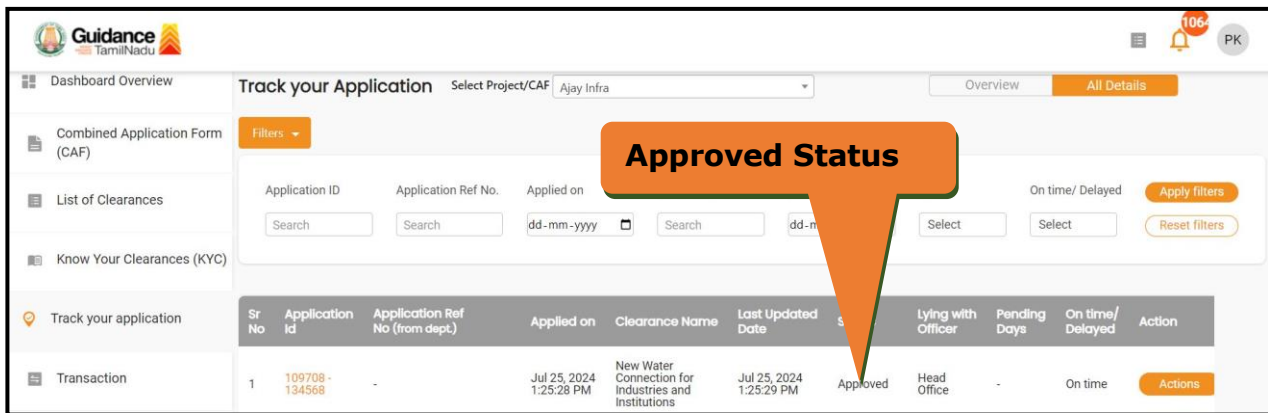 Guidance
TamilNadu
1064
PK
Dashboard Overview
Track your Application Select Project/CAF Ajay Infra Overview All Details
Combined Application Form
(CAF)
Filters
Approved Status
List of Clearances
Application ID Application Ref No. Applied on On time/ Delayed Apply filters
Search Search dd-mm-yyyy Search Select Select Reset filters
Know Your Clearances (KYC)
Track your application
Sr
No
Application
Id
Application Ref
No (from dept.)
Applied on
Clearance Name
Last Updated
Date
Lying with
Officer
Pending
Days
On time/
Delayed
Action
Transaction
1
109708 -
134568
-
Jul 25, 2024
1:25:28 PM
New Water
Connection for
Industries and
Institutions
Jul 25, 2024
1:25:29 PM
Approved
Head
Office
-
On time
Actions